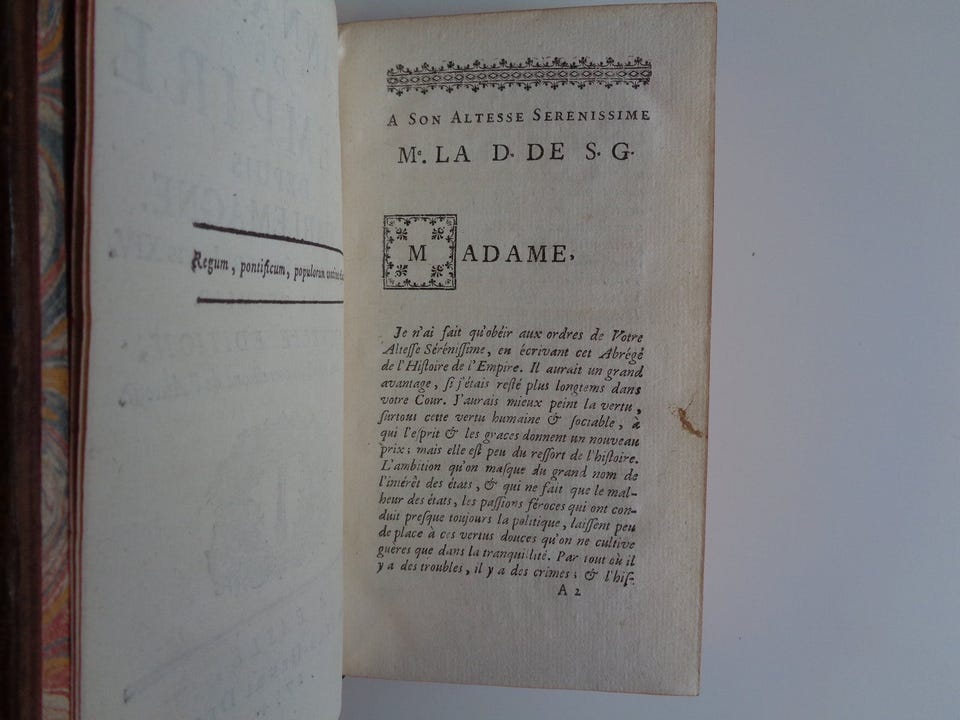 Regum, pontificum, populorum
A SON ALTESSE SERENISSIME
Me. LA D. DE S. G.
MADAME,
Je n'ai fait qu'obéir aux ordres de Votre
Altesse Sérénissime, en écrivant cet Abrégé
de l'Histoire de l'Empire. Il aurait un grand
avantage, si j'étais resté plus longtems dans
votre Cour. J'aurais mieux peint la vertu,
surtout cette vertu humaine & sociable, à
qui l'esprit & les graces donnent un nouveau
prix; mais elle est peu du ressort de l'histoire.
L'ambition qu'on masque du grand nom de
l'intérêt des états, & qui ne fait que le mal-
heur des états, les passions féroces qui ont con-
duit presque toujours la politique, laissent peu
de place à ces vertus douces qu'on ne cultive
guères que dans la tranquilité. Par tout où il
y a des troubles, il y a des crimes; & l'his-
A 2